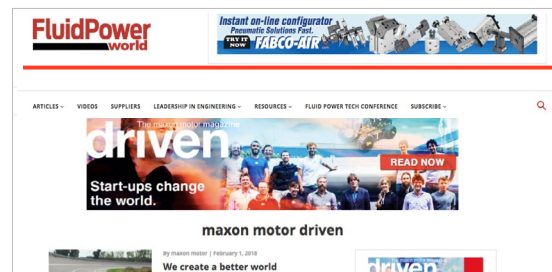 FluidPower
world
Instant on-line configurator
Pneumatic Solutions Fast.
TRY IT
NOW
FABCO-AIR
ARTICLES
VIDEOS
SUPPLIERS
LEADERSHIP IN ENGINEERING
RESOURCES
FLUID POWER TECH CONFERENCE
SUBSCRIBE
The maxon motor magazine
driven
READ NOW
Start-ups change
the world.
maxon motor driven
By maxon motor | February 1, 2018
We create a better world
driven